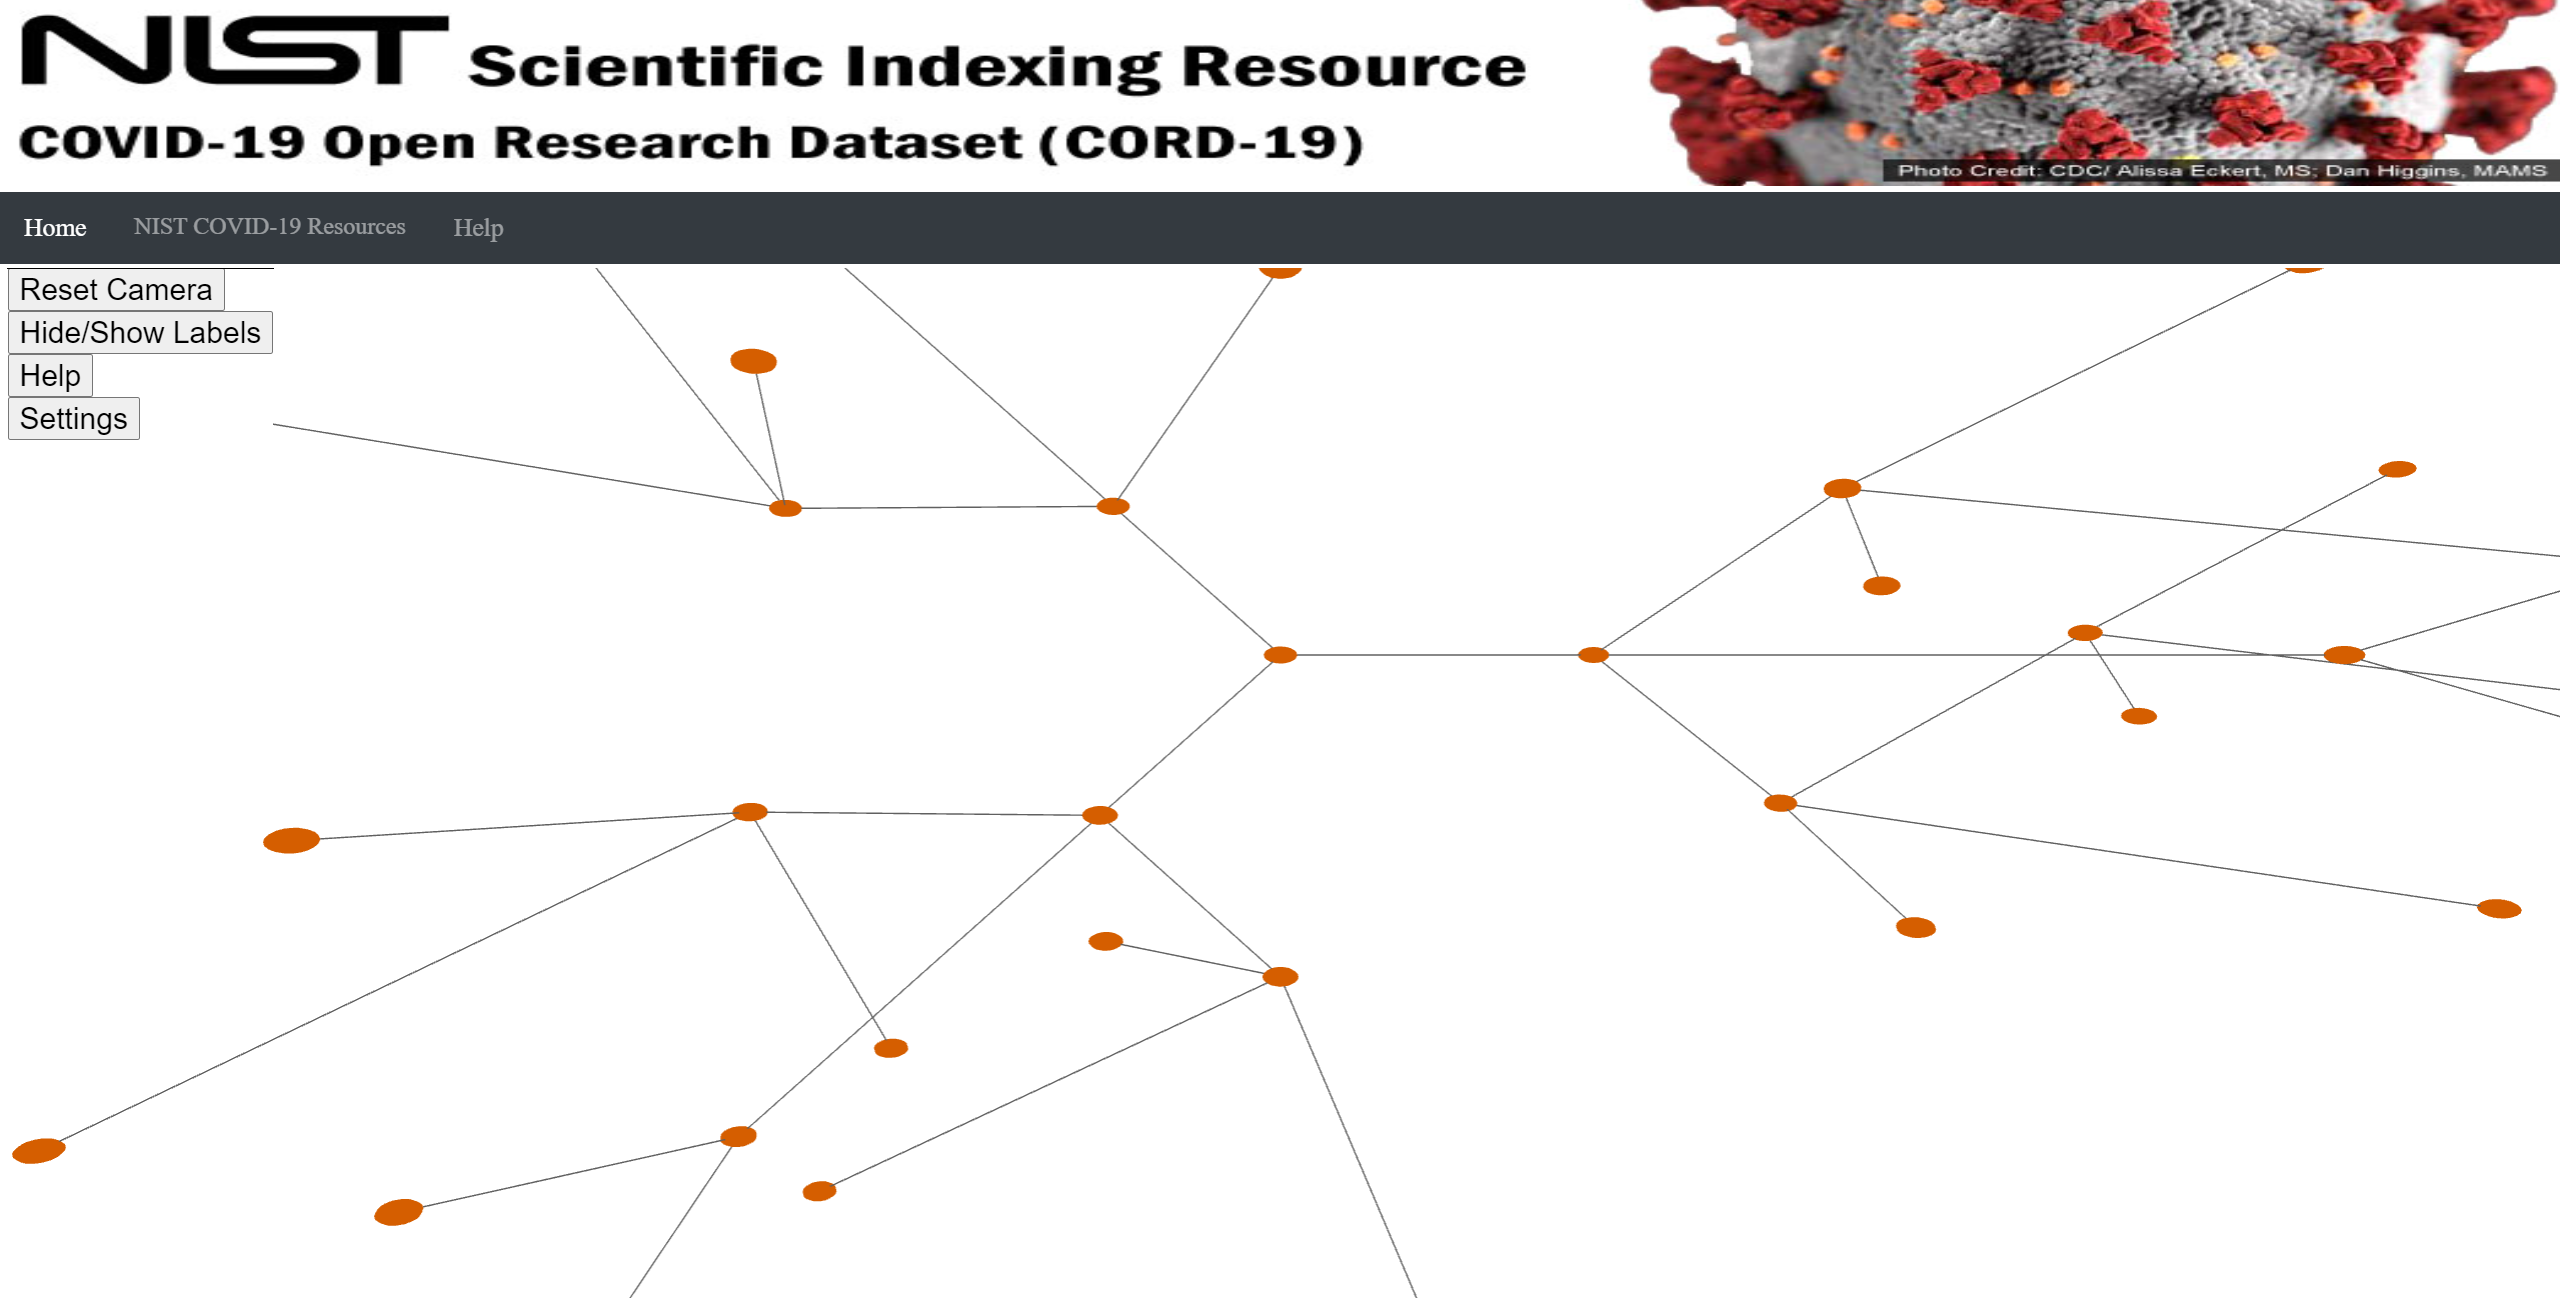 NIST Scientific Indexing Resource
COVID-19 Open Research Dataset (CORD-19)
Photo Credit: CDC/ Alissa Eckert, MS; Dan Higgins, MAMS
Home NIST COVID-19 Resources Help
Reset Camera
Hide/Show Labels
Help
Settings